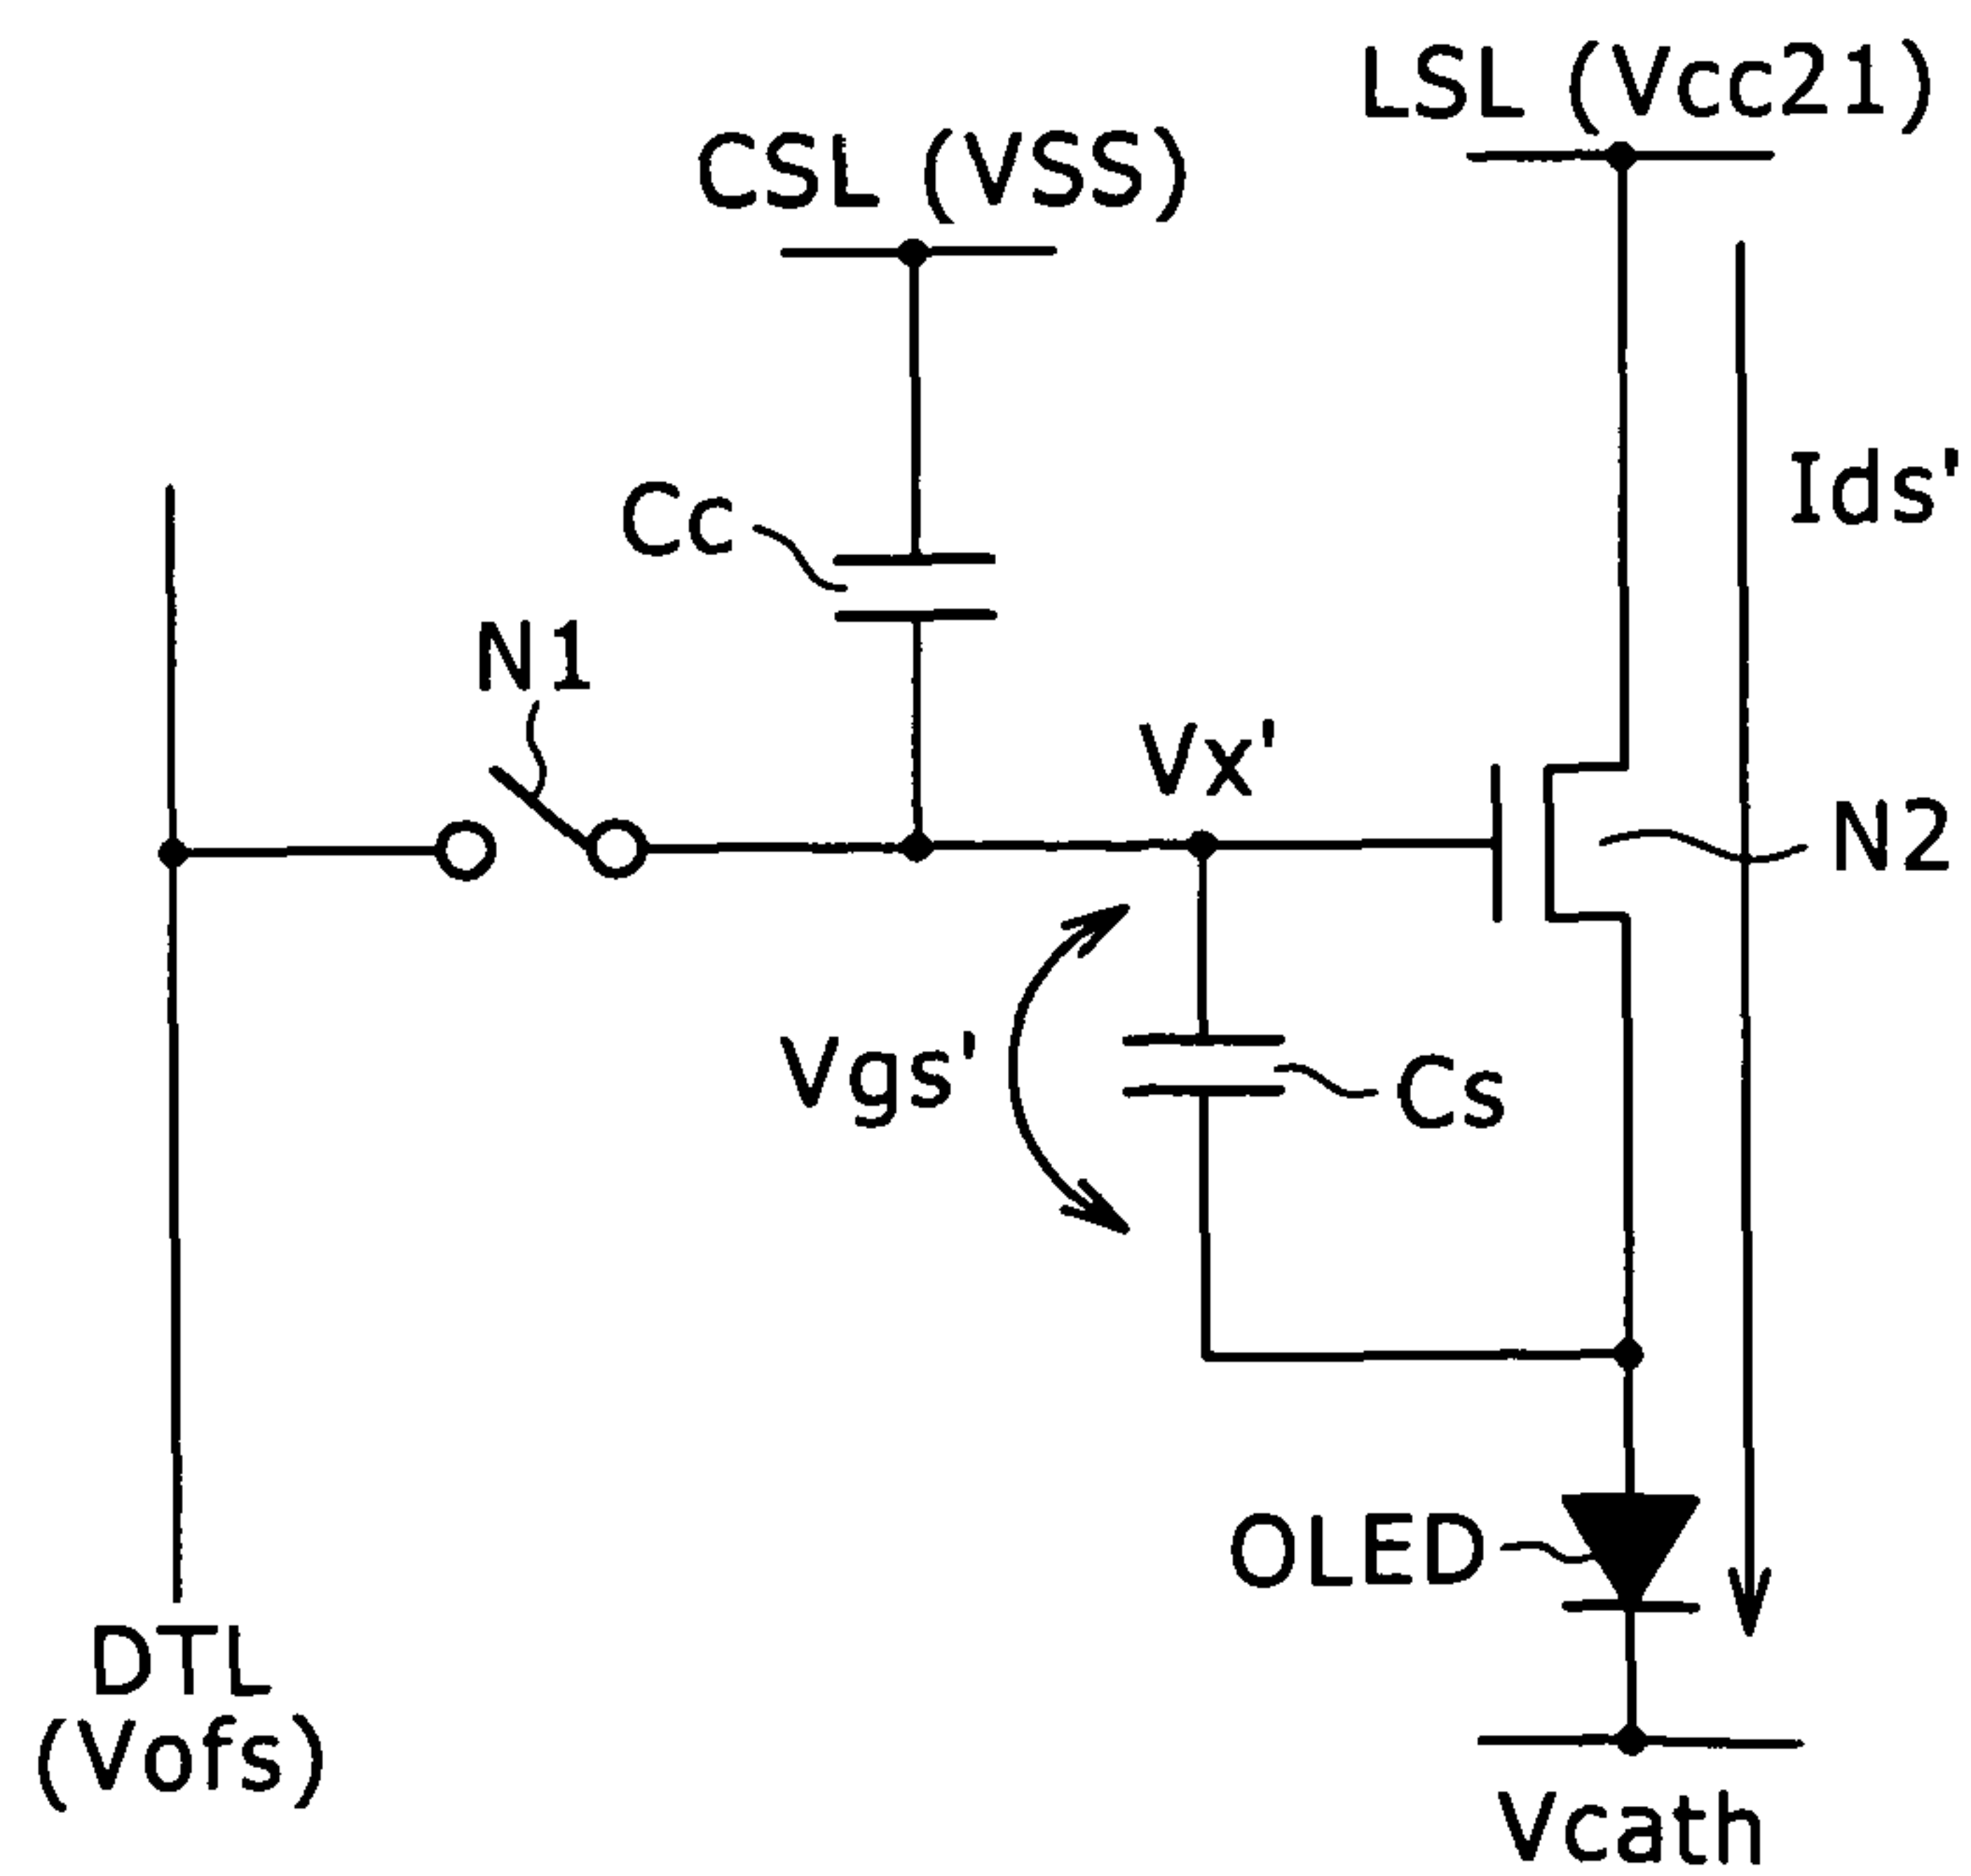 LSL (Vcc21)
CSL (VSS)
Ids'
Cc
N1
Vx'
N2
Vgs'
Cs
OLED
DTL
(Vofs)
Vcath